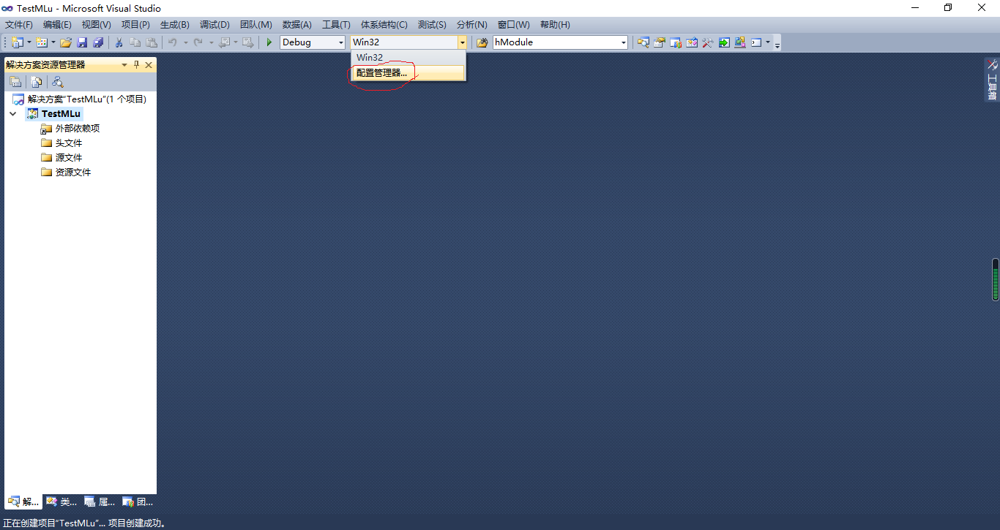 TestMLu - Microsoft Visual Studio
文件(F) 编辑(E) 视图(V) 项目(P) 生成(B) 调试(D) 团队(M) 数据(A) 工具(T) 体系结构(C) 测试(S) 分析(N) 窗口(W) 帮助(H)
Debug Win32 hModule
Win32
配置管理器...
解决方案资源管理器
解决方案“TestMLu”(1 个项目)
TestMLu
外部依赖项
头文件
源文件
资源文件
工具箱
解... 类... 属... 团...
正在创建项目“TestMLu”... 项目创建成功。